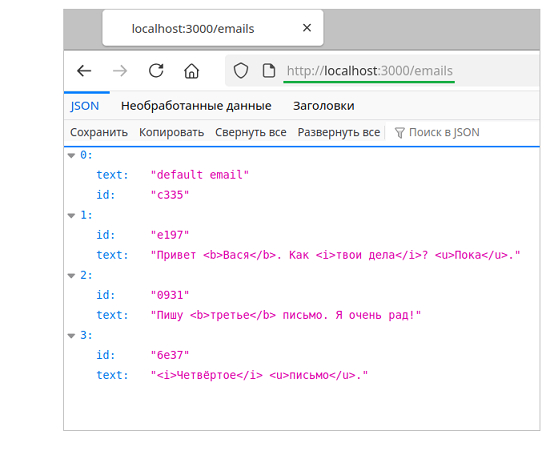 localhost:3000/emails
http://localhost:3000/emails
JSON Необработанные данные Заголовки
Сохранить Копировать Свернуть все Развернуть все Поиск в JSON
0:
text: "default email"
id: "c335"
1:
id: "e197"
text: "Привет <b>Вася</b>. Как <i>твои дела</i>? <u>Пока</u>."
2:
id: "0931"
text: "Пишу <b>третье</b> письмо. Я очень рад!"
3:
id: "6e37"
text: "<i>Четвёртое</i> <u>письмо</u>."